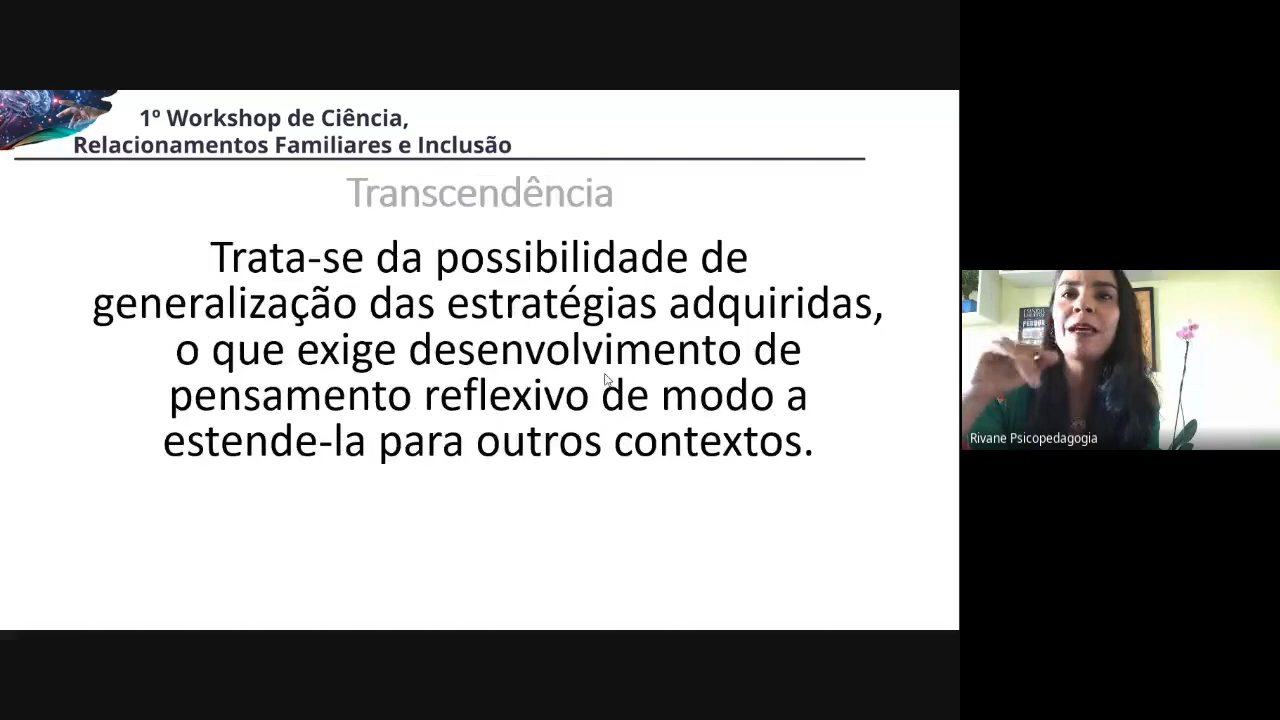 1º Workshop de Ciência,
Relacionamentos Familiares e Inclusão
Transcendência
Trata-se da possibilidade de
generalização das estratégias adquiridas,
o que exige desenvolvimento de
pensamento reflexivo de modo a
estende-la para outros contextos.
Rivane Psicopedagogia